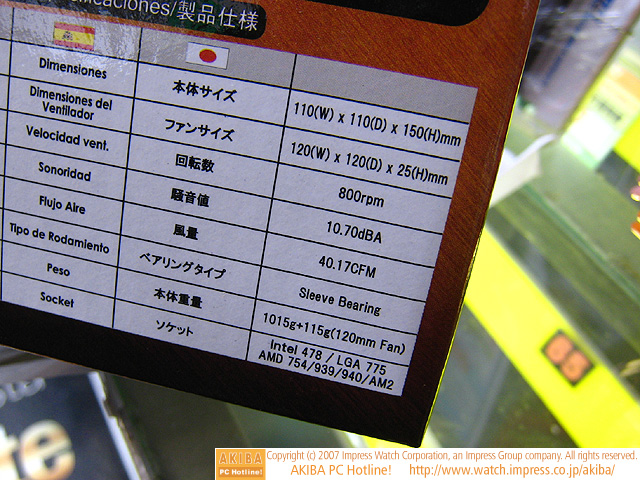 ications/製品仕様
Dimensiones 本体サイズ 110(W) x 110(D) x 150(H)mm
Dimensiones del Ventilador ファンサイズ 120(W) x 120(D) x 25(H)mm
Velocidad vent. 回転数 800rpm
Sonoridad 騒音値 10.70dBA
Flujo Aire 風量 40.17CFM
Tipo de Rodamiento ベアリングタイプ Sleeve Bearing
Peso 本体重量 1015g+115g(120mm Fan)
Socket ソケット Intel 478 / LGA 775
AMD 754/939/940/AM2
te
AKIBA
PC Hotline!
Copyright (c) 2007 Impress Watch Corporation, an Impress Group company. All rights reserved.
AKIBA PC Hotline! http://www.watch.impress.co.jp/akiba/